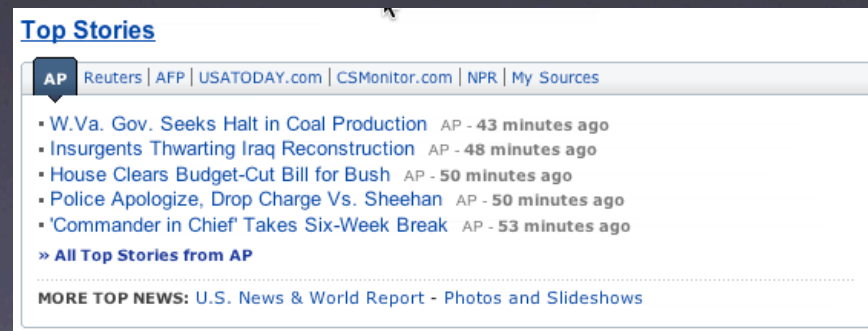 Top Stories
AP Reuters | AFP | USATODAY.com | CSMonitor.com | NPR | My Sources
▪ W.Va. Gov. Seeks Halt in Coal Production AP - 43 minutes ago
▪ Insurgents Thwarting Iraq Reconstruction AP - 48 minutes ago
▪ House Clears Budget-Cut Bill for Bush AP - 50 minutes ago
▪ Police Apologize, Drop Charge Vs. Sheehan AP - 50 minutes ago
▪ 'Commander in Chief' Takes Six-Week Break AP - 53 minutes ago
» All Top Stories from AP
MORE TOP NEWS: U.S. News & World Report - Photos and Slideshows